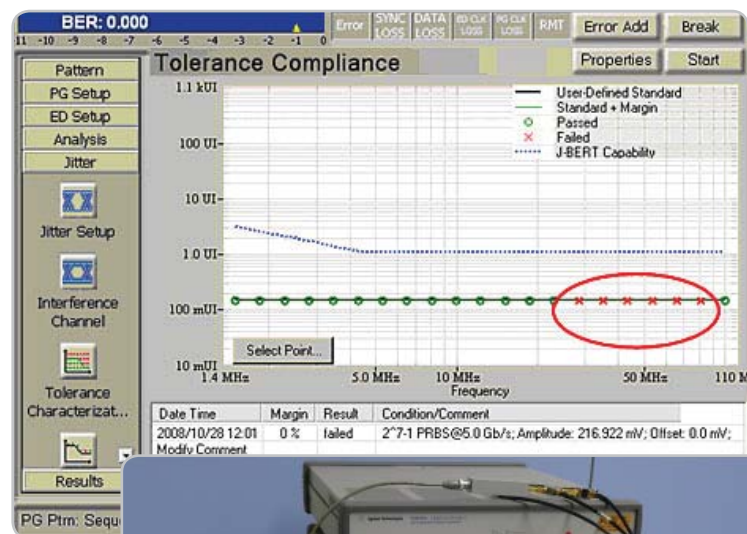 BER: 0.000
11 -10 -9 -8 -7 -6 -5 -4 -3 -2 -1 0
Error
SYNC LOSS
DATA LOSS
ED CLK LOSS
PG CLK LOSS
RMT
Error Add
Break
Tolerance Compliance
Properties
Start
Pattern
PG Setup
ED Setup
Analysis
Jitter
Jitter Setup
Interference
Channel
Tolerance
Characterizat...
Results
1.1 kUI
100 UI
10 UI
1.0 UI
100 mUI
10 mUI
User-Defined Standard
Standard + Margin
Passed
Failed
J-BERT Capability
Select Point...
1.4 MHz 5.0 MHz 10 MHz 50 MHz 110 M
Frequency
Date Time Margin Result Condition/Comment
2008/10/28 12:01 0 % failed 2^7-1 PRBS@5.0 Gb/s; Amplitude: 216.922 mV; Offset: 0.0 mV;
Modify Comment
PG Ptrn: Sequ
Agilent Technologies